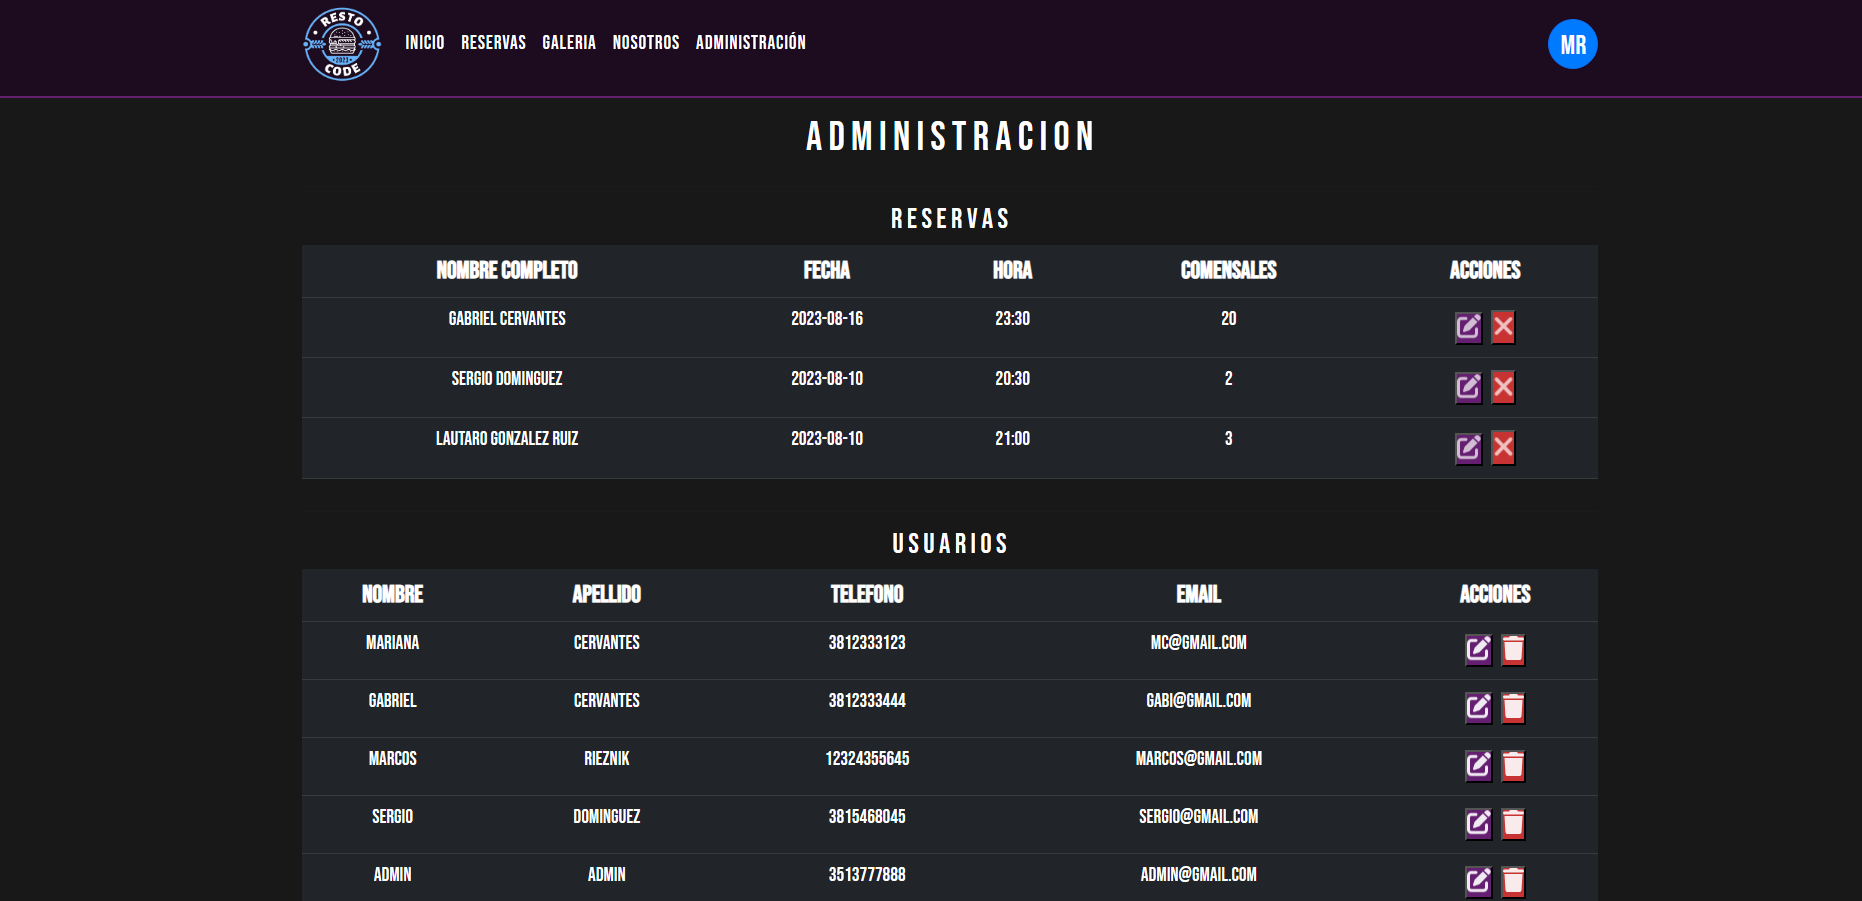 RESTO
2023
CODE
INICIO RESERVAS GALERIA NOSOTROS ADMINISTRACIÓN
MR
ADMINISTRACION
RESERVAS
NOMBRE COMPLETO FECHA HORA COMENSALES ACCIONES
GABRIEL CERVANTES 2023-08-16 23:30 20
SERGIO DOMINGUEZ 2023-08-10 20:30 2
LAUTARO GONZALEZ RUIZ 2023-08-10 21:00 3
USUARIOS
NOMBRE APELLIDO TELEFONO EMAIL ACCIONES
MARIANA CERVANTES 3812333123 MC@GMAIL.COM
GABRIEL CERVANTES 3812333444 GABI@GMAIL.COM
MARCOS RIEZNIK 12324355645 MARCOS@GMAIL.COM
SERGIO DOMINGUEZ 3815468045 SERGIO@GMAIL.COM
ADMIN ADMIN 3513777888 ADMIN@GMAIL.COM